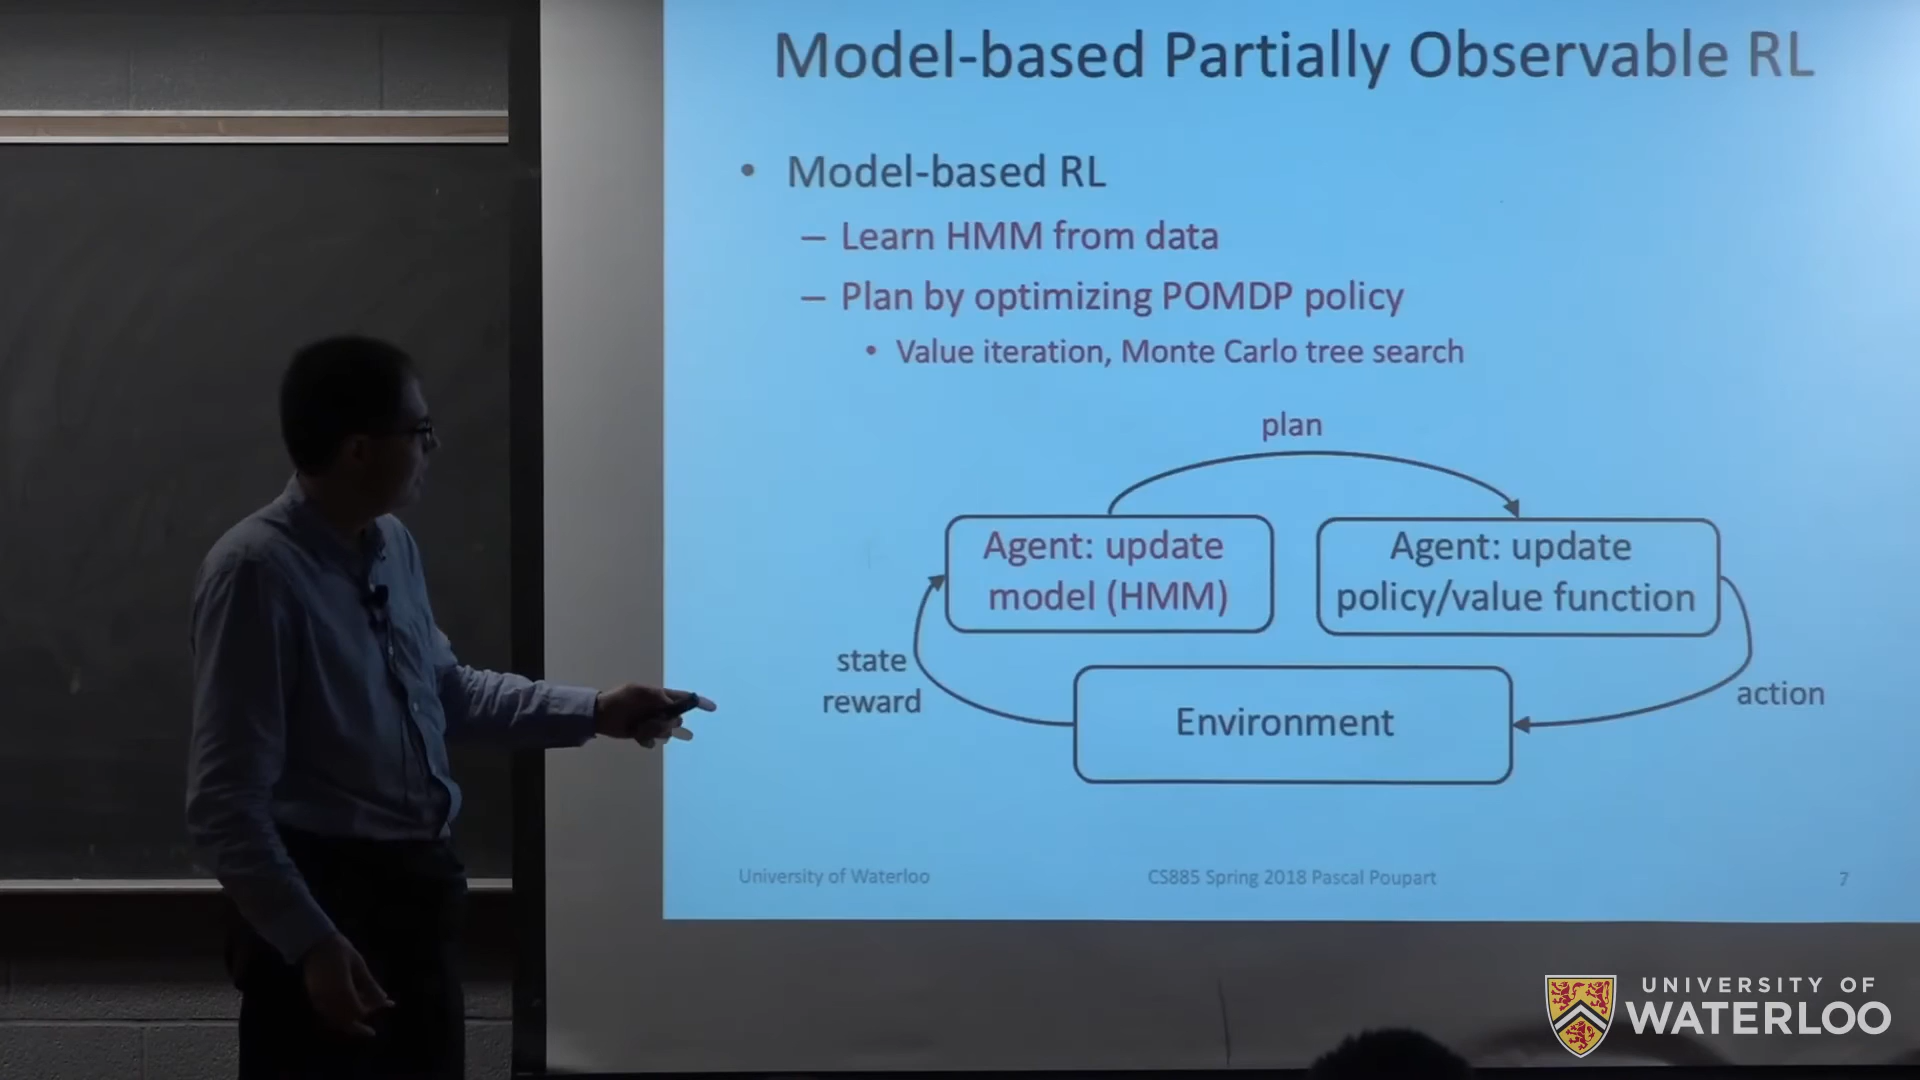 Model-based Partially Observable RL
• Model-based RL
– Learn HMM from data
– Plan by optimizing POMDP policy
• Value iteration, Monte Carlo tree search
plan
Agent: update
model (HMM)
Agent: update
policy/value function
state
reward
action
Environment
University of Waterloo
CS885 Spring 2018 Pascal Poupart
7
UNIVERSITY OF
WATERLOO